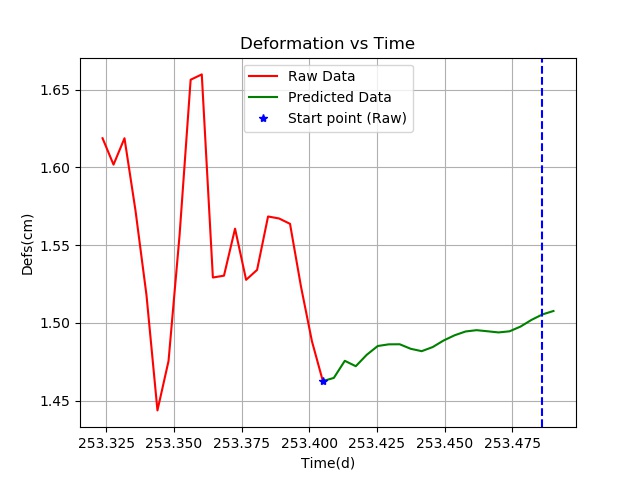 Deformation vs Time
Raw Data
Predicted Data
Start point (Raw)
Defs(cm)
1.65
1.60
1.55
1.50
1.45
253.325 253.350 253.375 253.400 253.425 253.450 253.475
Time(d)